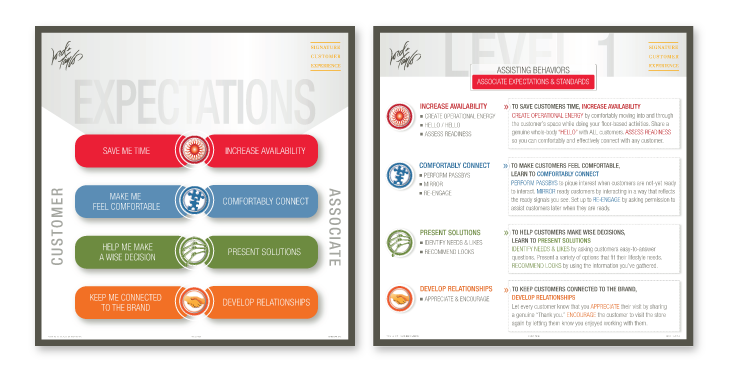 Lord & Taylor
SIGNATURE
CUSTOMER
EXPERIENCE
EXPECTATIONS
CUSTOMER
ASSOCIATE
SAVE ME TIME
INCREASE AVAILABILITY
MAKE ME
FEEL COMFORTABLE
COMFORTABLY CONNECT
HELP ME MAKE
A WISE DECISION
PRESENT SOLUTIONS
KEEP ME CONNECTED
TO THE BRAND
DEVELOP RELATIONSHIPS
Lord & Taylor
LEVEL 1
SIGNATURE
CUSTOMER
EXPERIENCE
ASSISTING BEHAVIORS
ASSOCIATE EXPECTATIONS & STANDARDS
INCREASE AVAILABILITY
■ CREATE OPERATIONAL ENERGY
■ HELLO / HELLO
■ ASSESS READINESS
» TO SAVE CUSTOMERS TIME, INCREASE AVAILABILITY
CREATE OPERATIONAL ENERGY by comfortably moving into and through
the customer's space while doing your floor-based activities. Share a
genuine whole body "HELLO" with ALL customers. ASSESS READINESS
so you can comfortably and effectively connect with any customer.
COMFORTABLY CONNECT
■ PERFORM PASSBYS
■ MIRROR
■ RE-ENGAGE
» TO MAKE CUSTOMERS FEEL COMFORTABLE,
LEARN TO COMFORTABLY CONNECT
PERFORM PASSBYS to pique interest when customers are not-yet ready
to interact. MIRROR ready customers by interacting in a way that reflects
the ready signals you see. Set up to RE-ENGAGE by asking permission to
assist customers later when they are ready.
PRESENT SOLUTIONS
■ IDENTIFY NEEDS & LIKES
■ RECOMMEND LOOKS
» TO HELP CUSTOMERS MAKE WISE DECISIONS,
LEARN TO PRESENT SOLUTIONS
IDENTIFY NEEDS & LIKES by asking customers easy-to-answer
questions. Present a variety of options that fit their lifestyle needs.
RECOMMEND LOOKS by using the information you've gathered.
DEVELOP RELATIONSHIPS
■ APPRECIATE & ENCOURAGE
» TO KEEP CUSTOMERS CONNECTED TO THE BRAND,
DEVELOP RELATIONSHIPS
Let every customer know that you APPRECIATE their visit by sharing
a genuine "Thank you." ENCOURAGE the customer to visit the store
again by letting them know you enjoyed working with them.